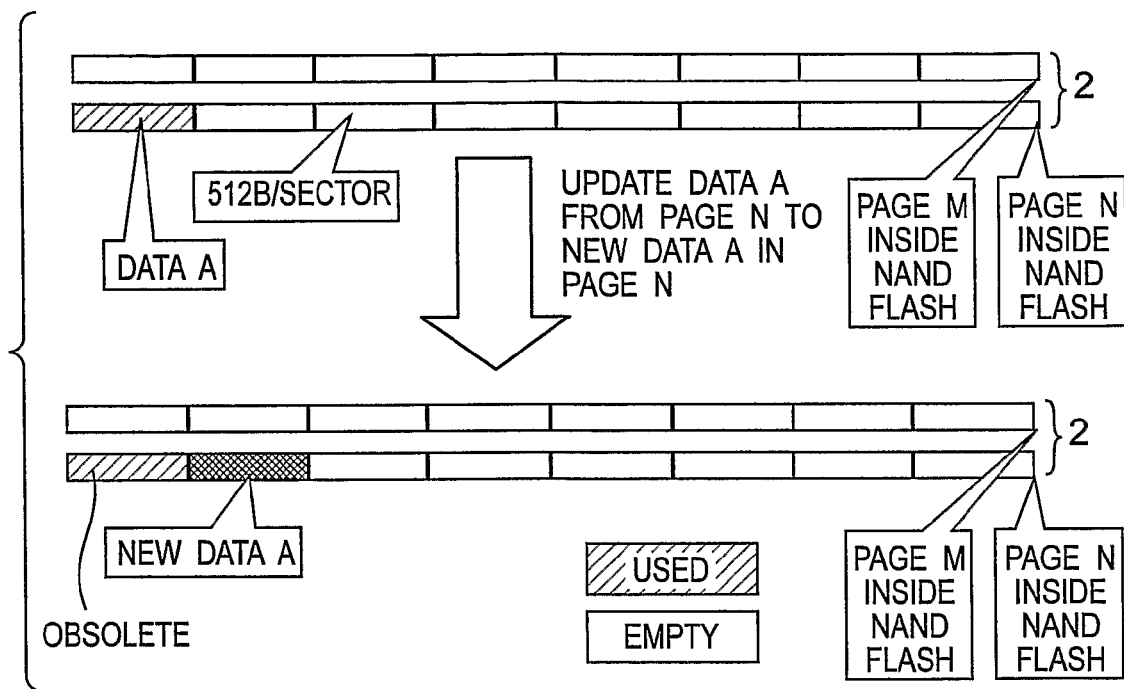 2
512B/SECTOR
DATA A
UPDATE DATA A
FROM PAGE N TO
NEW DATA A IN
PAGE N
PAGE M
INSIDE
NAND
FLASH
PAGE N
INSIDE
NAND
FLASH
2
NEW DATA A
OBSOLETE
USED
EMPTY
PAGE M
INSIDE
NAND
FLASH
PAGE N
INSIDE
NAND
FLASH